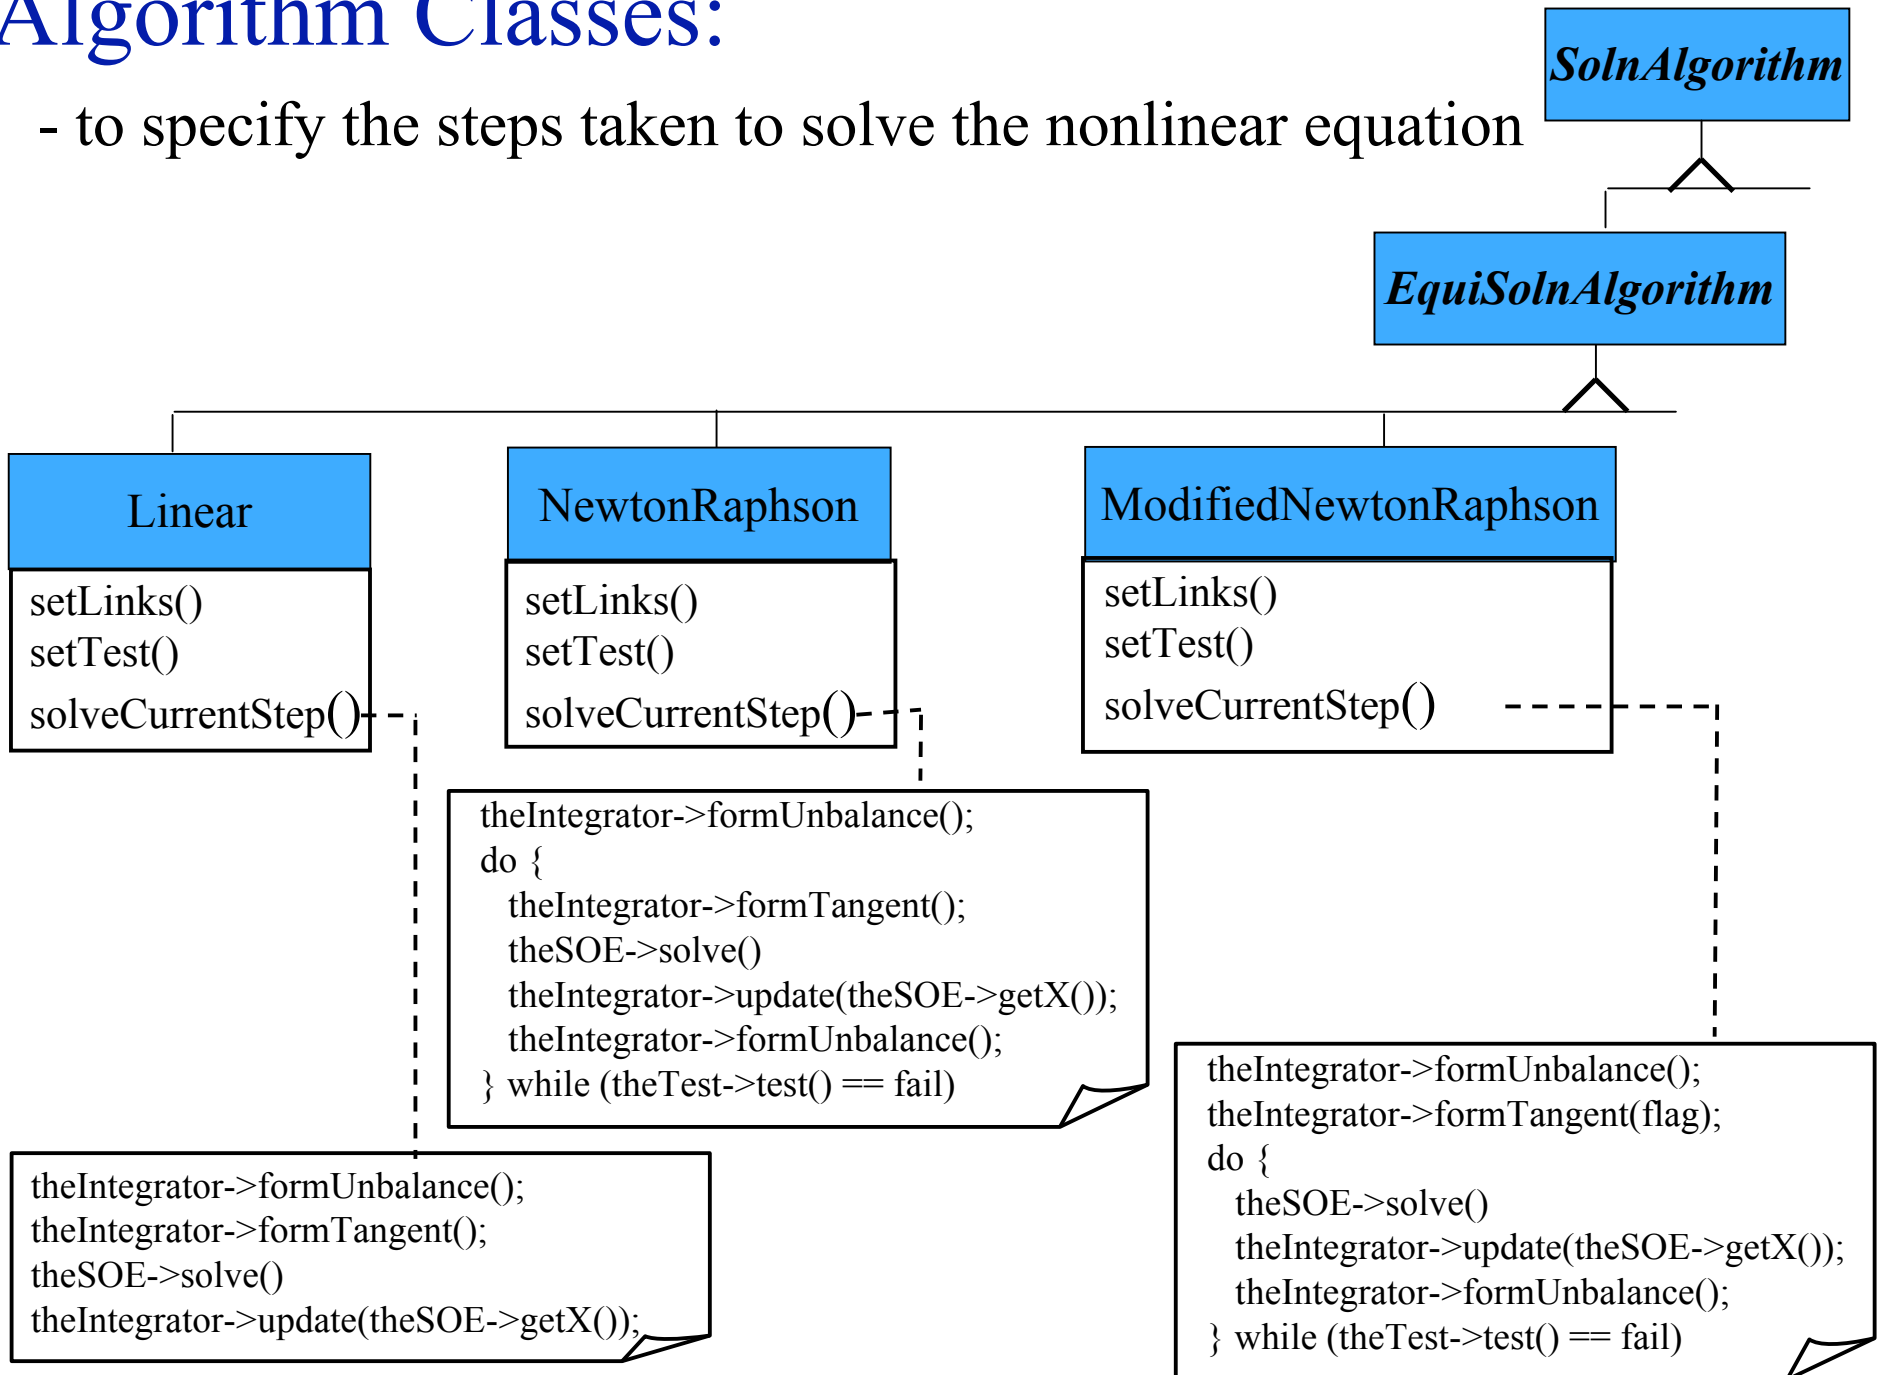 Algorithm Classes:
- to specify the steps taken to solve the nonlinear equation
SolnAlgorithm
EquiSolnAlgorithm
Linear
setLinks()
setTest()
solveCurrentStep()
NewtonRaphson
setLinks()
setTest()
solveCurrentStep()
ModifiedNewtonRaphson
setLinks()
setTest()
solveCurrentStep()
theIntegrator->formUnbalance();
do {
theIntegrator->formTangent();
theSOE->solve()
theIntegrator->update(theSOE->getX());
theIntegrator->formUnbalance();
} while (theTest->test() == fail)
theIntegrator->formUnbalance();
theIntegrator->formTangent(flag);
do {
theSOE->solve()
theIntegrator->update(theSOE->getX());
theIntegrator->formUnbalance();
} while (theTest->test() == fail)
theIntegrator->formUnbalance();
theIntegrator->formTangent();
theSOE->solve()
theIntegrator->update(theSOE->getX());